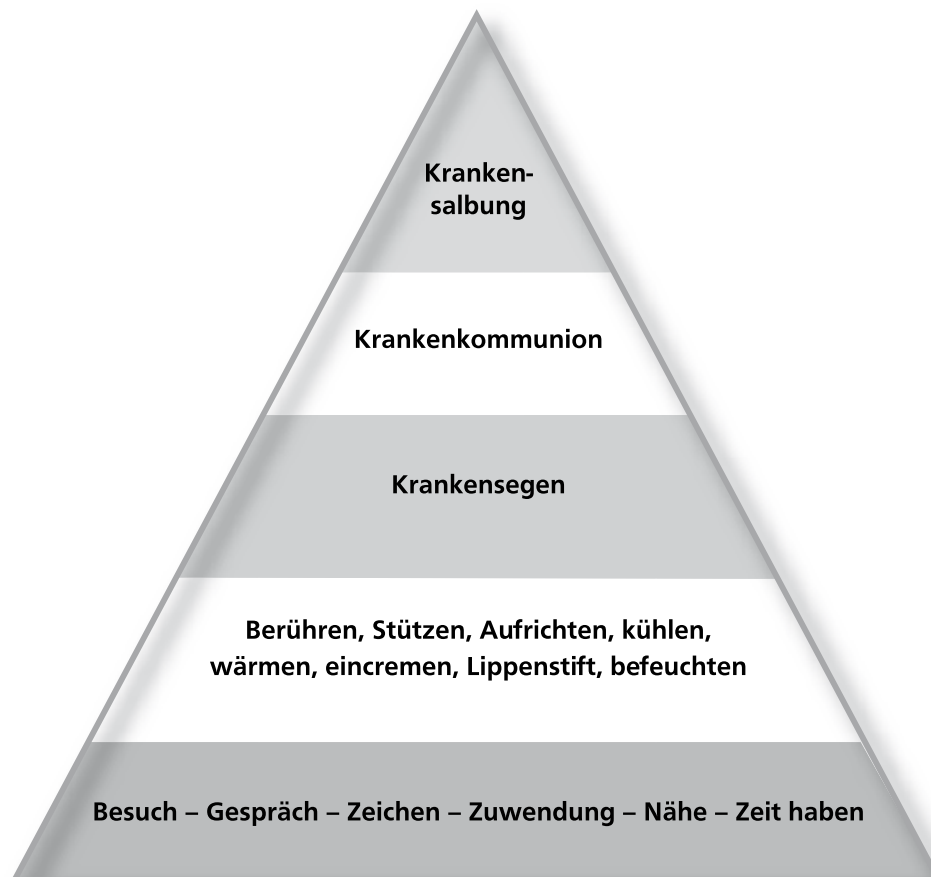 Kranken-
salbung
Krankenkommunion
Krankensegen
Berühren, Stützen, Aufrichten, kühlen,
wärmen, eincremen, Lippenstift, befeuchten
Besuch – Gespräch – Zeichen – Zuwendung – Nähe – Zeit haben